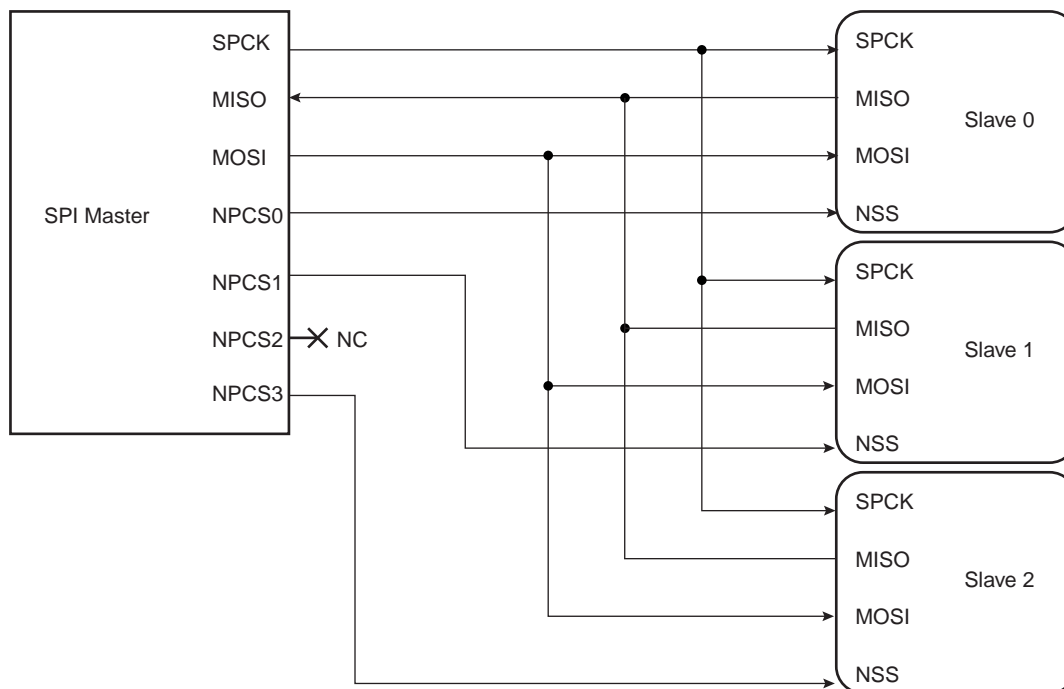 SPI Master
SPCK
MISO
MOSI
NPCS0
NPCS1
NPCS2
NC
NPCS3
SPCK
MISO
Slave 0
MOSI
NSS
SPCK
MISO
Slave 1
MOSI
NSS
SPCK
MISO
Slave 2
MOSI
NSS